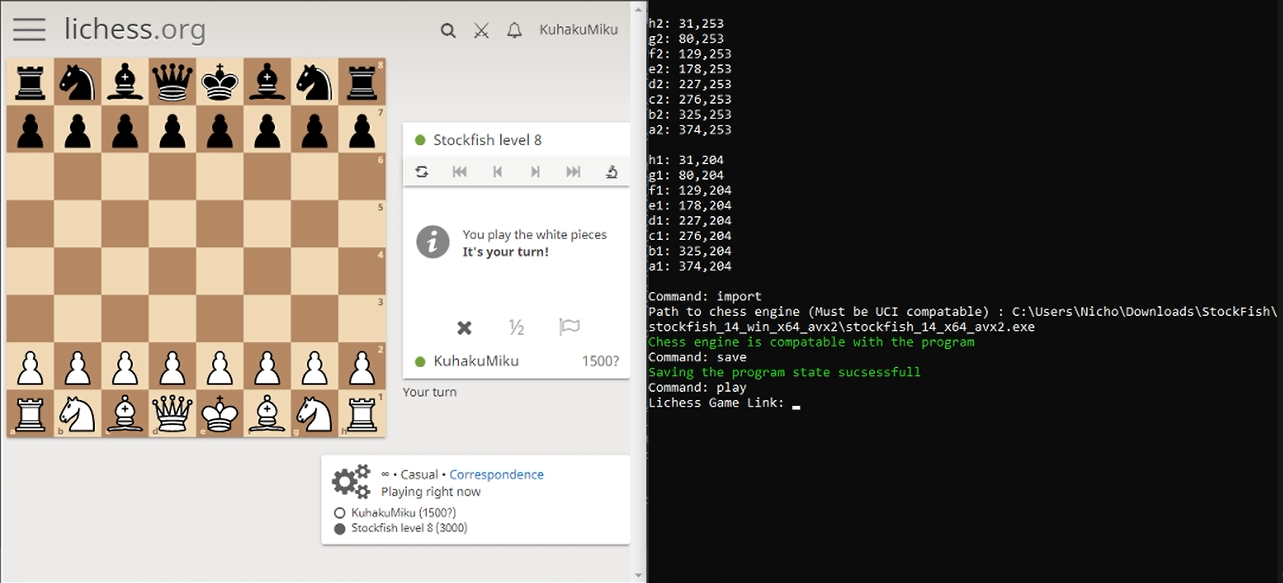 lichess.org
KuhakuMiku
8
7
6
5
4
3
2
1
a b c d e f g h
Stockfish level 8
You play the white pieces
It's your turn!
½
KuhakuMiku 1500?
Your turn
∞ • Casual • Correspondence
Playing right now
KuhakuMiku (1500?)
Stockfish level 8 (3000)
h2: 31,253
g2: 80,253
f2: 129,253
e2: 178,253
d2: 227,253
c2: 276,253
b2: 325,253
a2: 374,253
h1: 31,204
g1: 80,204
f1: 129,204
e1: 178,204
d1: 227,204
c1: 276,204
b1: 325,204
a1: 374,204
Command: import
Path to chess engine (Must be UCI compatable) : C:\Users\Nicho\Downloads\StockFish\
stockfish_14_win_x64_avx2\stockfish_14_x64_avx2.exe
Chess engine is compatable with the program
Command: save
Saving the program state sucsessfull
Command: play
Lichess Game Link: